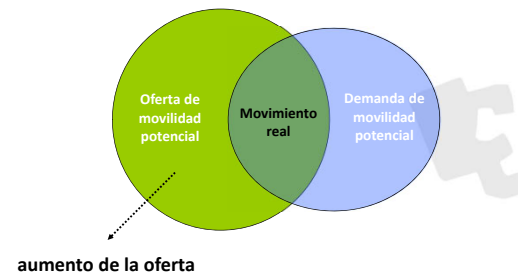 Oferta de
movilidad
potencial
Movimiento
real
Demanda de
movilidad
potencial
aumento de la oferta